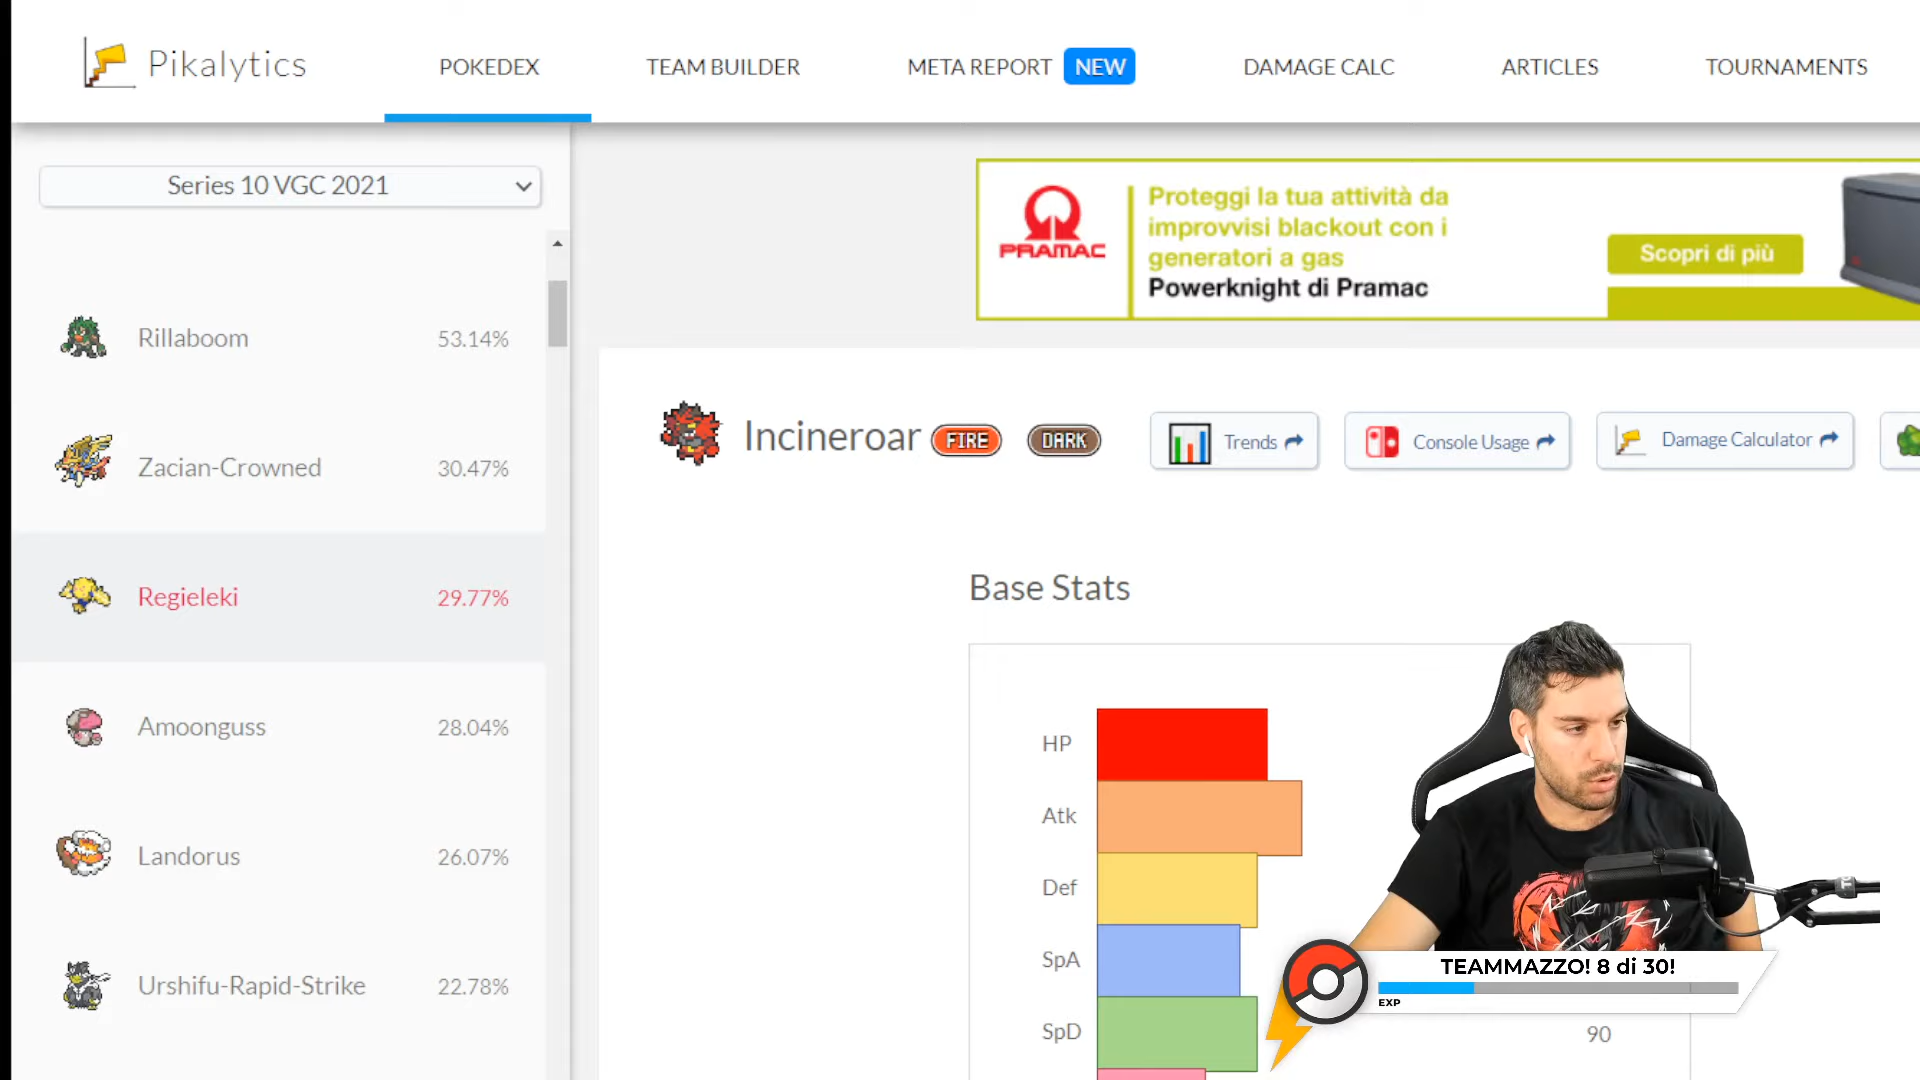 Pikalytics
POKEDEX
TEAM BUILDER
META REPORT NEW
DAMAGE CALC
ARTICLES
TOURNAMENTS
Series 10 VGC 2021
Rillaboom 53.14%
Zacian-Crowned 30.47%
Regieleki 29.77%
Amoonguss 28.04%
Landorus 26.07%
Urshifu-Rapid-Strike 22.78%
PRAMAC
Proteggi la tua attività da
improvvisi blackout con i
generatori a gas
Powerknight di Pramac
Scopri di più
Incineroar FIRE DARK
Trends
Console Usage
Damage Calculator
Base Stats
HP
Atk
Def
SpA
SpD
90
TEAMMAZZO! 8 di 30!
EXP